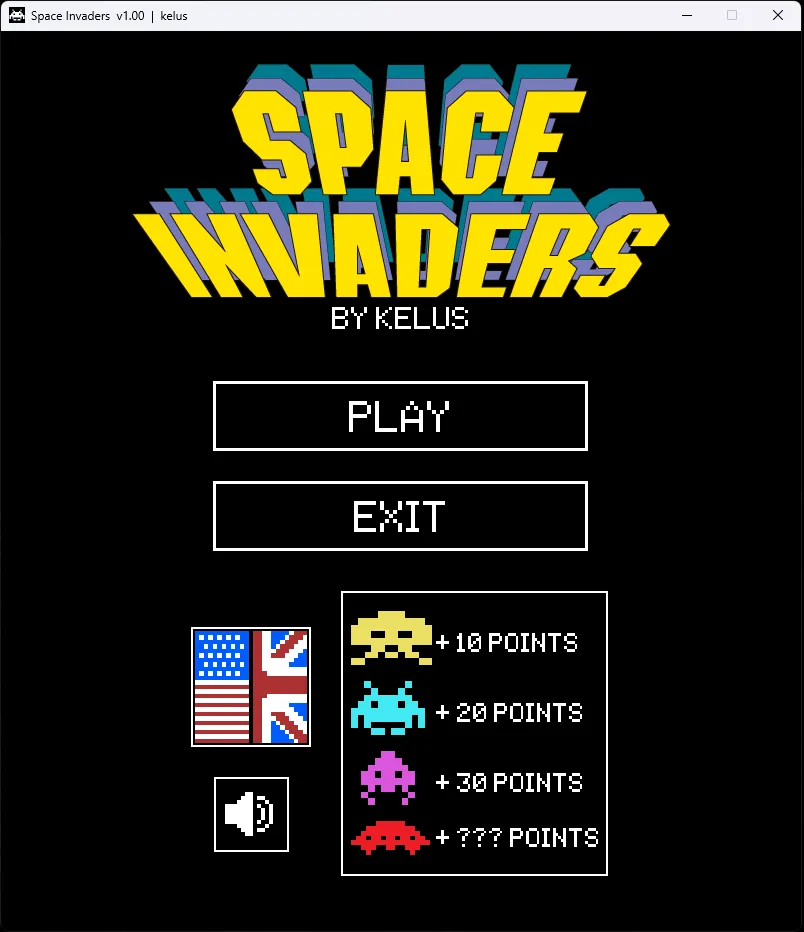 Space Invaders v1.00 | kelus
SPACE
INVADERS
BY KELUS
PLAY
EXIT
+ 10 POINTS
+ 20 POINTS
+ 30 POINTS
+ ??? POINTS